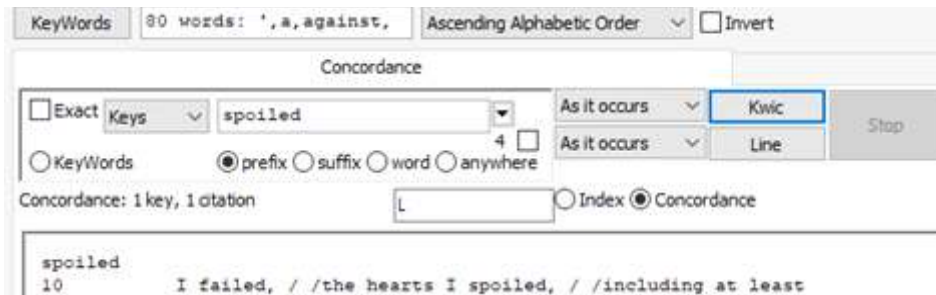 KeyWords 80 words: ',a,against, Ascending Alphabetic Order Invert
Concordance
Exact Keys spoiled As it occurs Kwic Stop
4 As it occurs Line
KeyWords prefix suffix word anywhere
Concordance: 1 key, 1 citation L Index Concordance
spoiled
10 I failed, / /the hearts I spoiled, / /including at least